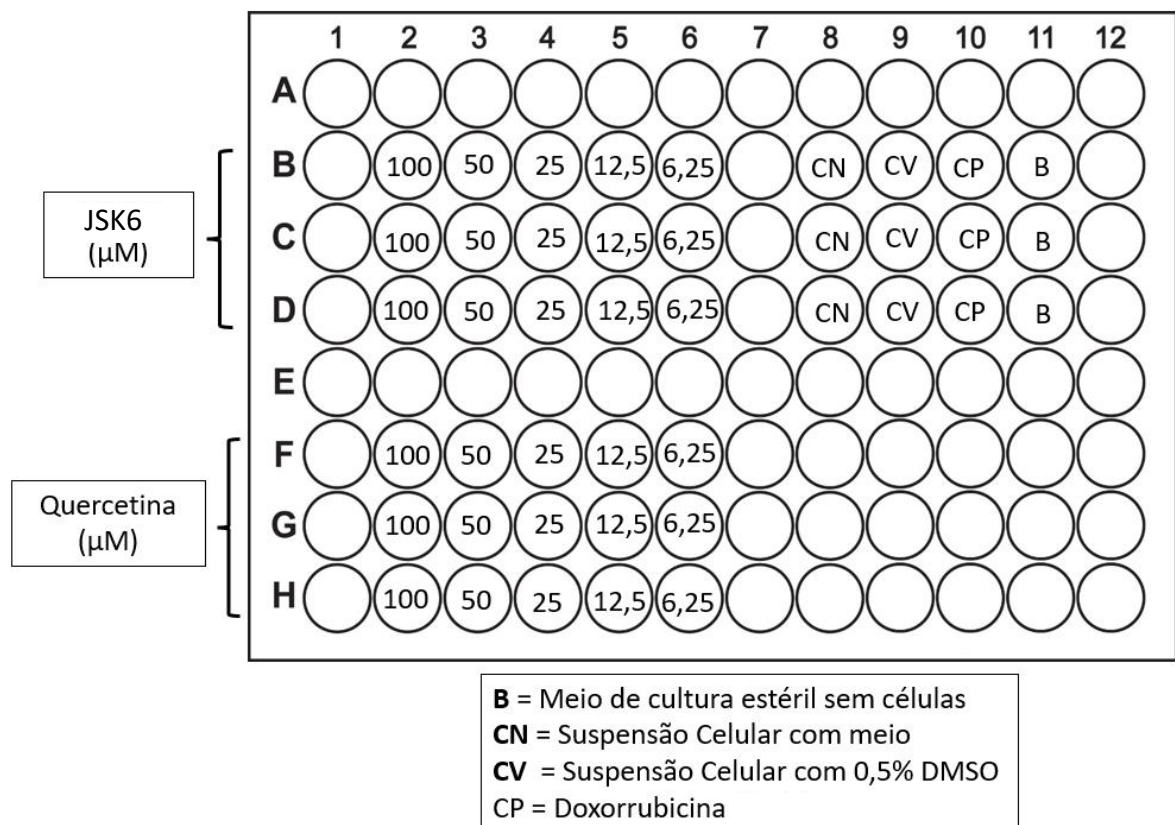 1 2 3 4 5 6 7 8 9 10 11 12
A
B 100 50 25 12,5 6,25 CN CV CP B
JSK6
(µM)
C 100 50 25 12,5 6,25 CN CV CP B
D 100 50 25 12,5 6,25 CN CV CP B
E
F 100 50 25 12,5 6,25
Quercetina
(µM)
G 100 50 25 12,5 6,25
H 100 50 25 12,5 6,25
B = Meio de cultura estéril sem células
CN = Suspensão Celular com meio
CV = Suspensão Celular com 0,5% DMSO
CP = Doxorrubicina